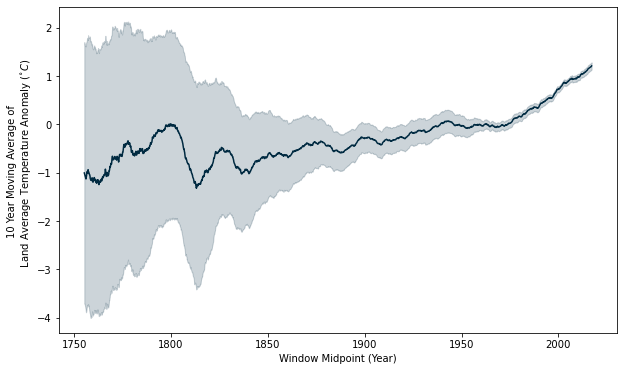 10 Year Moving Average of
Land Average Temperature Anomaly (°C)
2
1
0
−1
−2
−3
−4
1750 1800 1850 1900 1950 2000
Window Midpoint (Year)